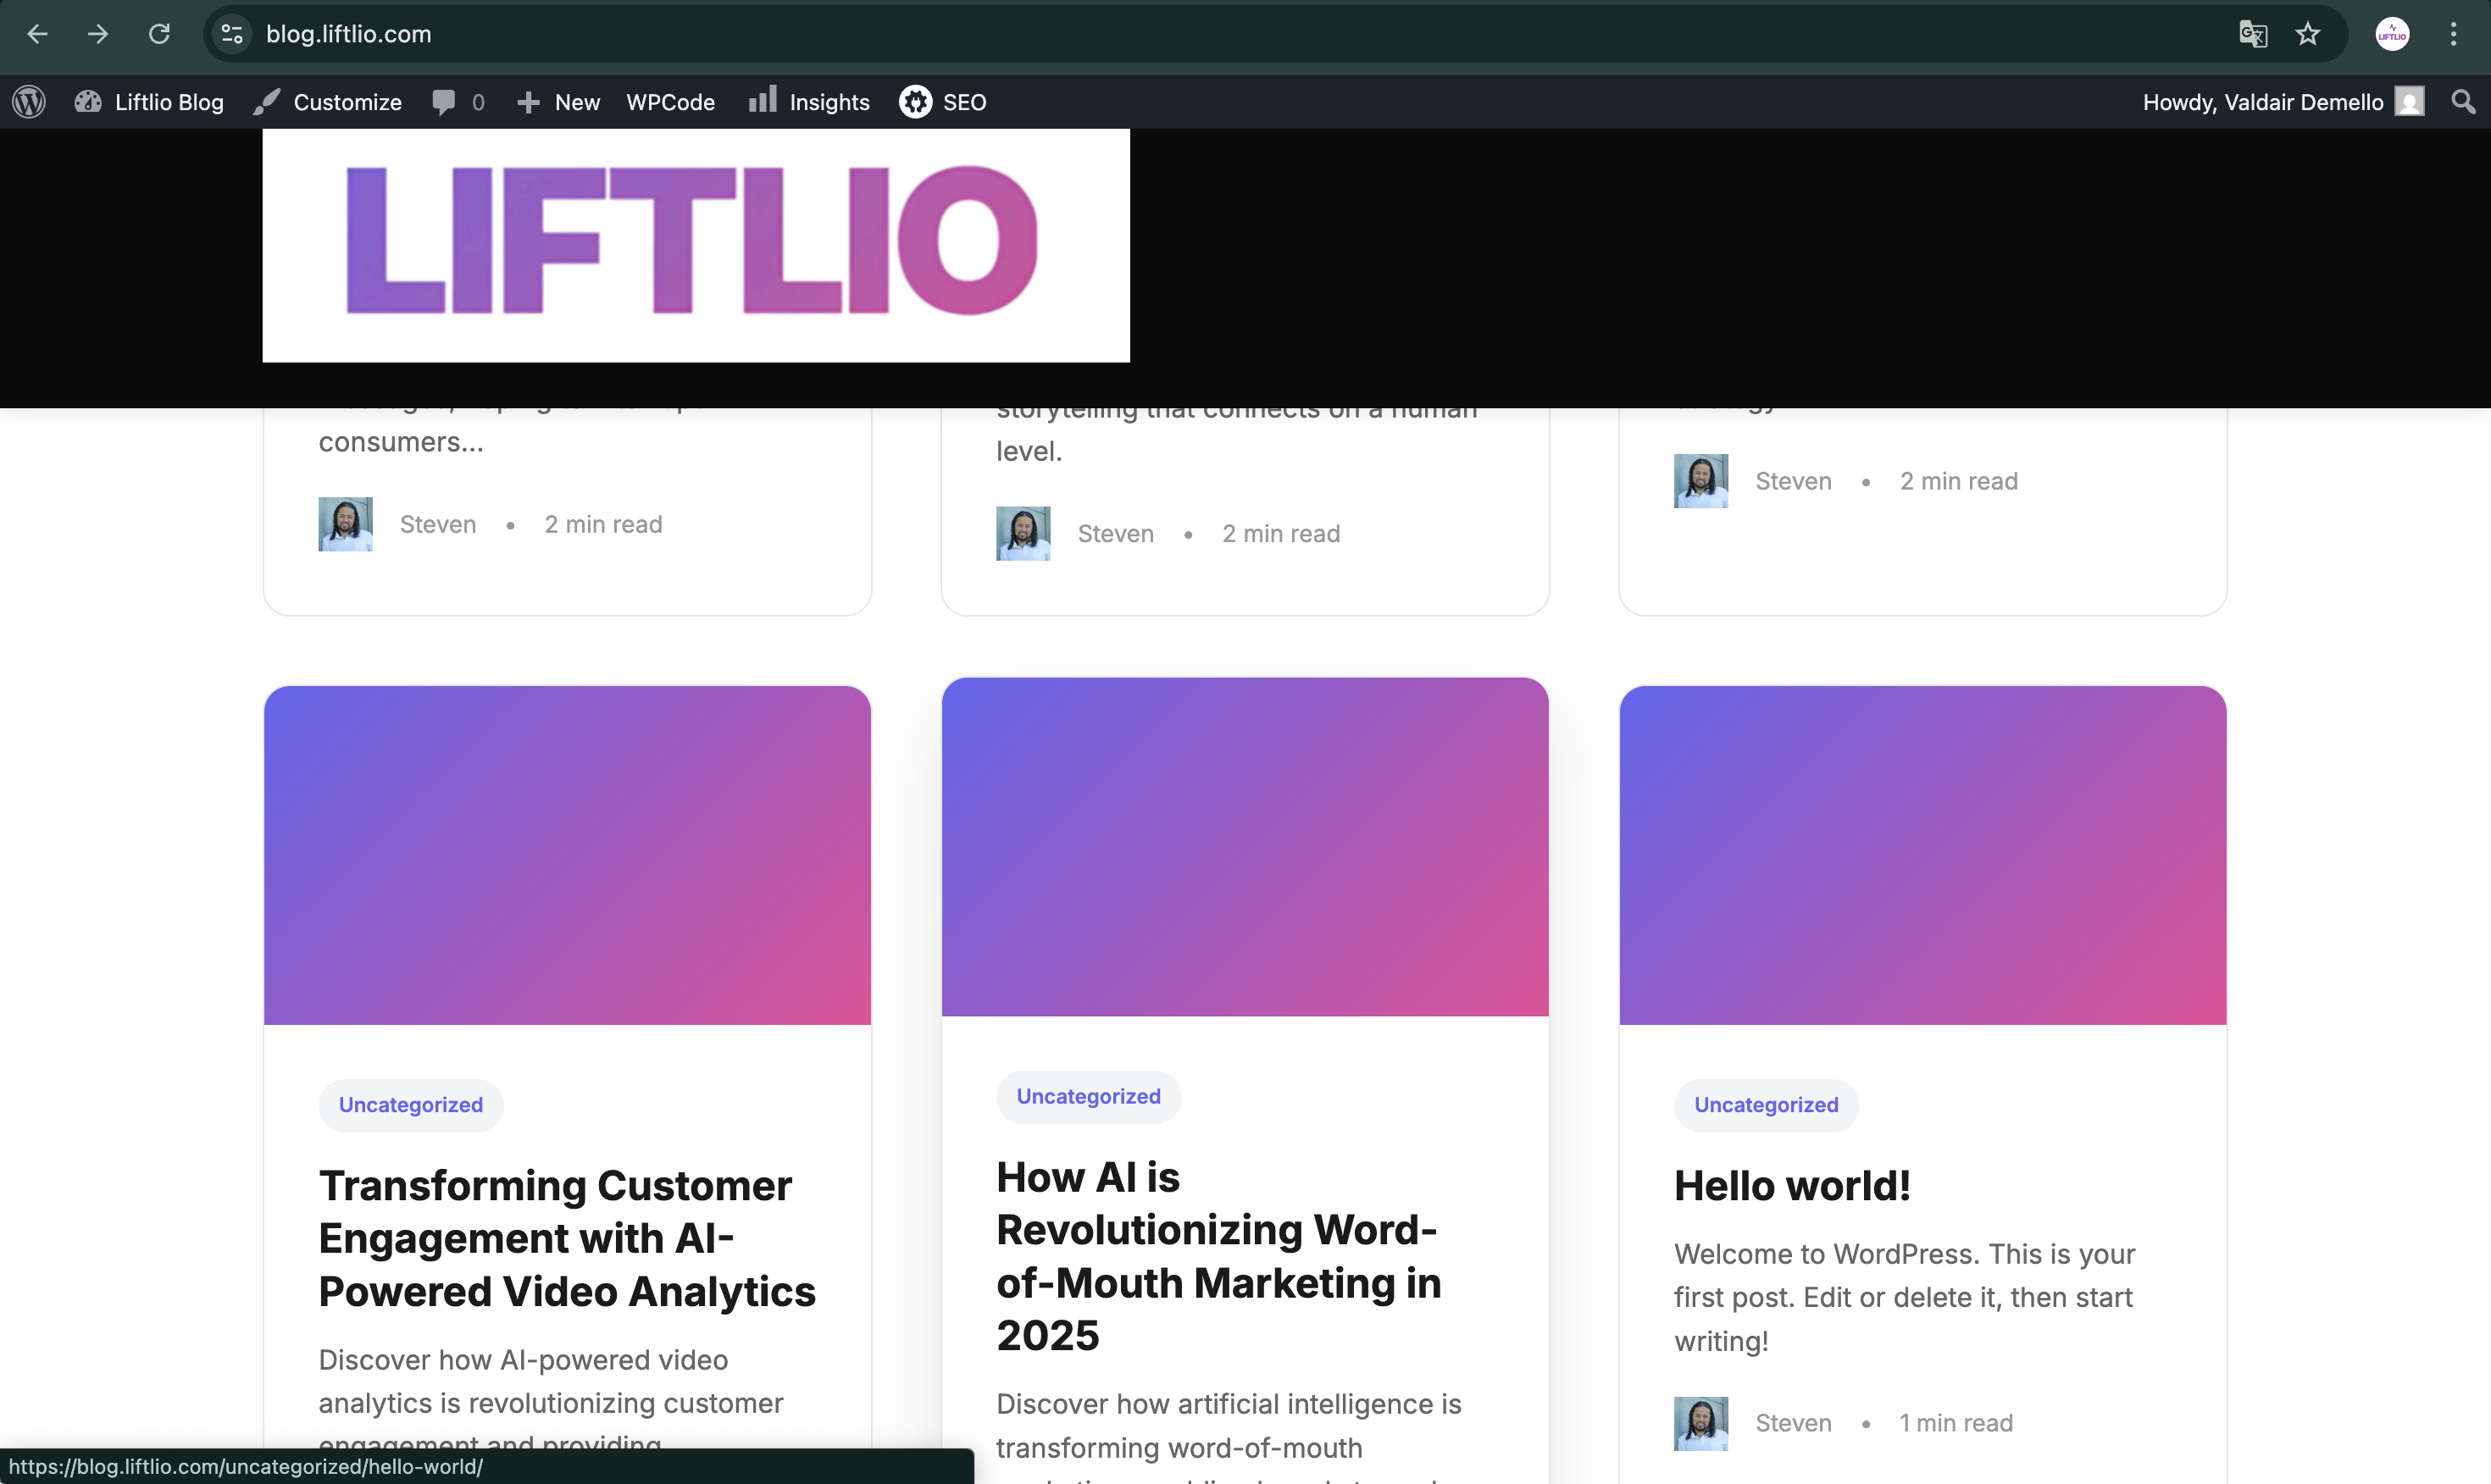 blog.liftlio.com
LIFTLIO
Liftlio Blog Customize 0 New WPCode Insights SEO Howdy, Valdair Demello
LIFTLIO
consumers...
Steven • 2 min read
storytelling that connects on a human
level.
Steven • 2 min read
Steven • 2 min read
Uncategorized
Transforming Customer
Engagement with AI-
Powered Video Analytics
Discover how AI-powered video
analytics is revolutionizing customer
engagement and providing
Uncategorized
How AI is
Revolutionizing Word-
of-Mouth Marketing in
2025
Discover how artificial intelligence is
transforming word-of-mouth
Uncategorized
Hello world!
Welcome to WordPress. This is your
first post. Edit or delete it, then start
writing!
Steven • 1 min read
https://blog.liftlio.com/uncategorized/hello-world/